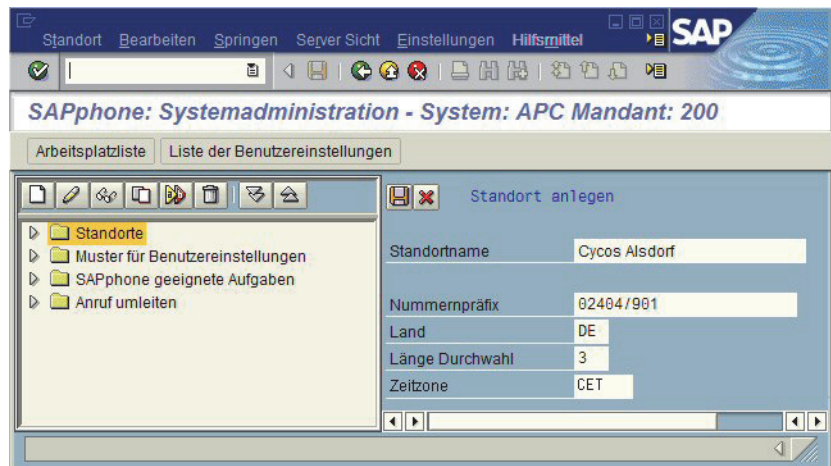 Standort Bearbeiten Springen Server Sicht Einstellungen Hilfsmittel
SAP
SAPphone: Systemadministration - System: APC Mandant: 200
Arbeitsplatzliste Liste der Benutzereinstellungen
Standort anlegen
Standorte
Muster für Benutzereinstellungen
SAPphone geeignete Aufgaben
Anruf umleiten
Standortname Cycos Alsdorf
Nummernpräfix 02404/901
Land DE
Länge Durchwahl 3
Zeitzone CET